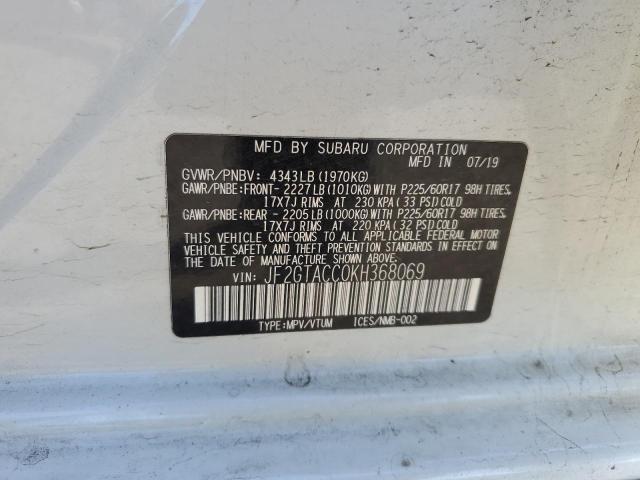 MFD BY SUBARU CORPORATION
MFD IN 07/19
GVWR/PNBV: 4343LB(1970KG)
GAWR/PNBE:FRONT- 2227LB(1010KG)WITH P225/60R17 98H TIRES,
17X7J RIMS AT 230 KPA(33 PSI)COLD
GAWR/PNBE:REAR - 2205LB(1000KG)WITH P225/60R17 98H TIRES,
17X7J RIMS AT 220 KPA(32 PSI)COLD
THIS VEHICLE CONFORMS TO ALL APPLICABLE FEDERAL MOTOR
VEHICLE SAFETY AND THEFT PREVENTION STANDARDS IN EFFECT
ON THE DATE OF MANUFACTURE SHOWN ABOVE.
VIN: JF2GTACC0KH368069
TYPE:MPV/VTUM ICES/NMB-002